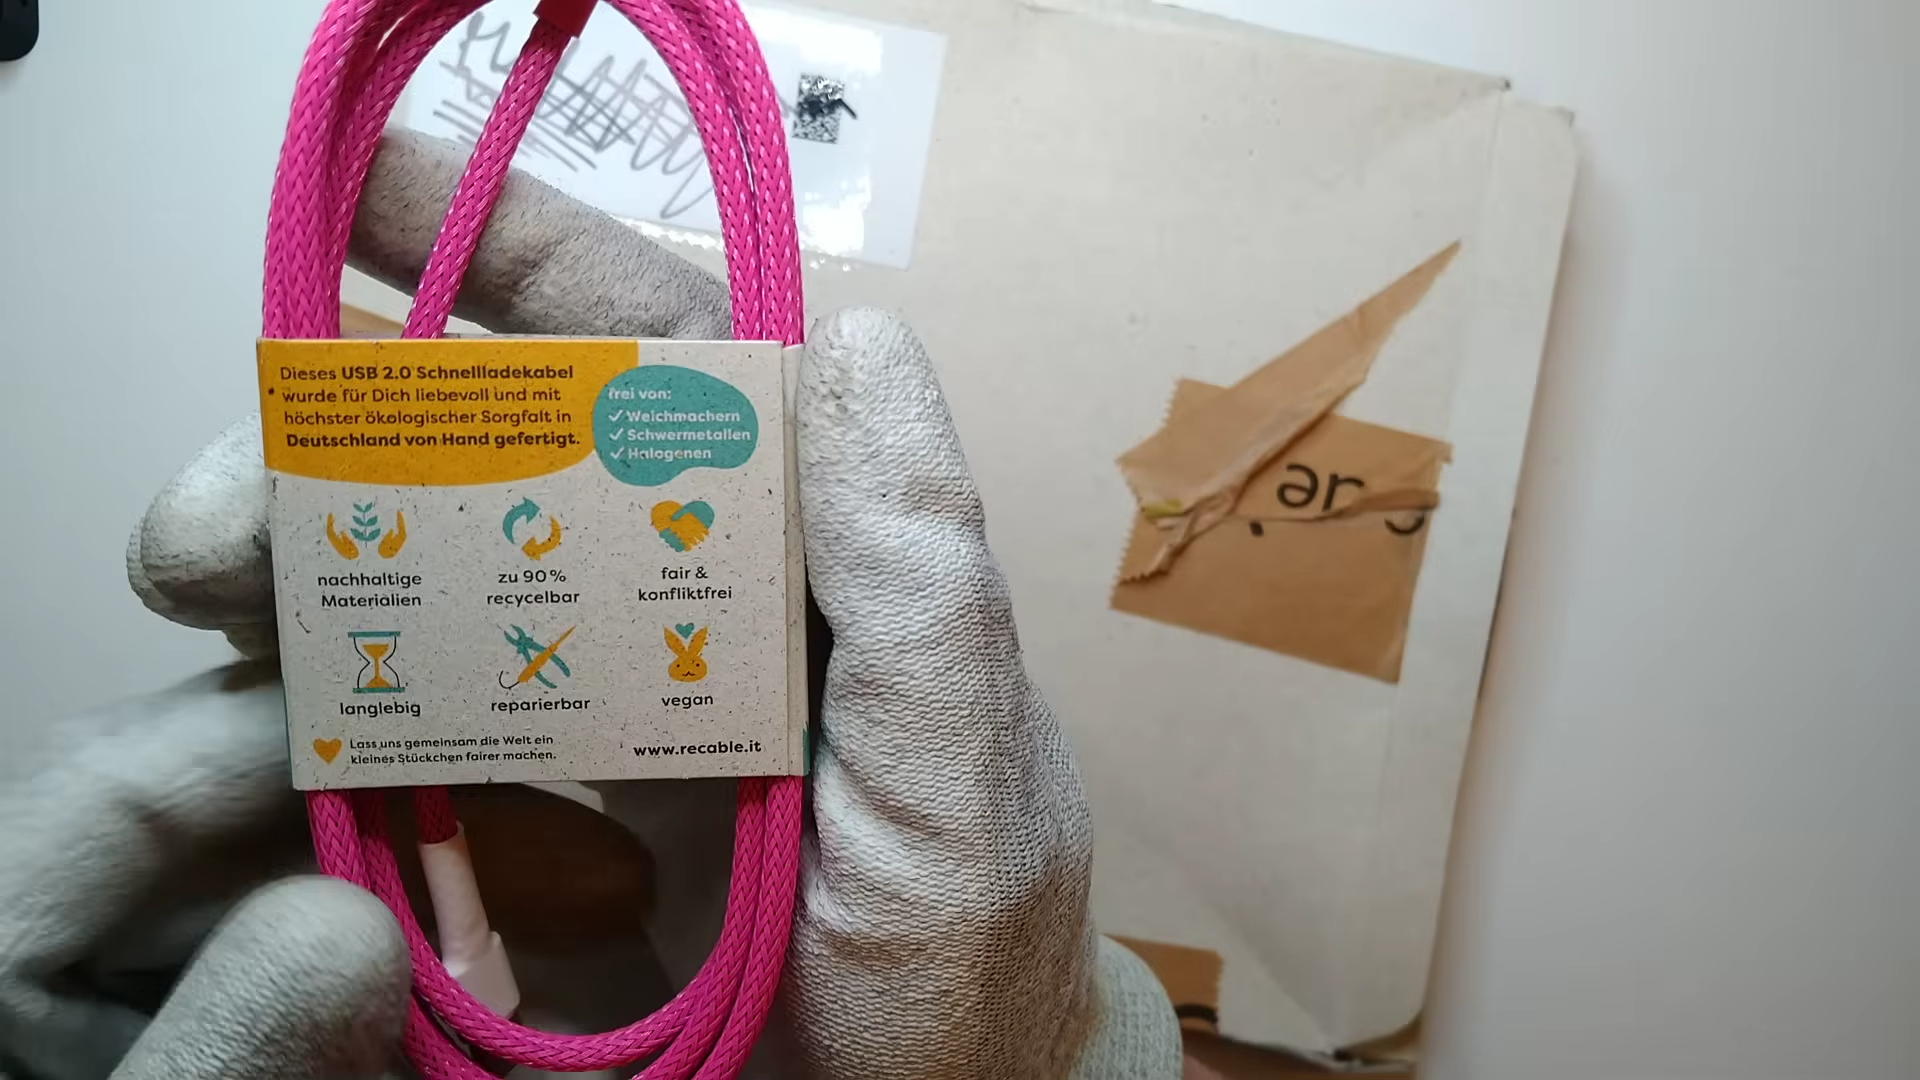 Dieses USB 2.0 Schnellladekabel
wurde für Dich liebevoll und mit
höchster ökologischer Sorgfalt in
Deutschland von Hand gefertigt.
frei von:
✓ Weichmachern
✓ Schwermetallen
✓ Halogenen
nachhaltige
Materialien
zu 90%
recycelbar
fair &
konfliktfrei
langlebig
reparierbar
vegan
Lass uns gemeinsam die Welt ein
kleines Stückchen fairer machen.
www.recable.it